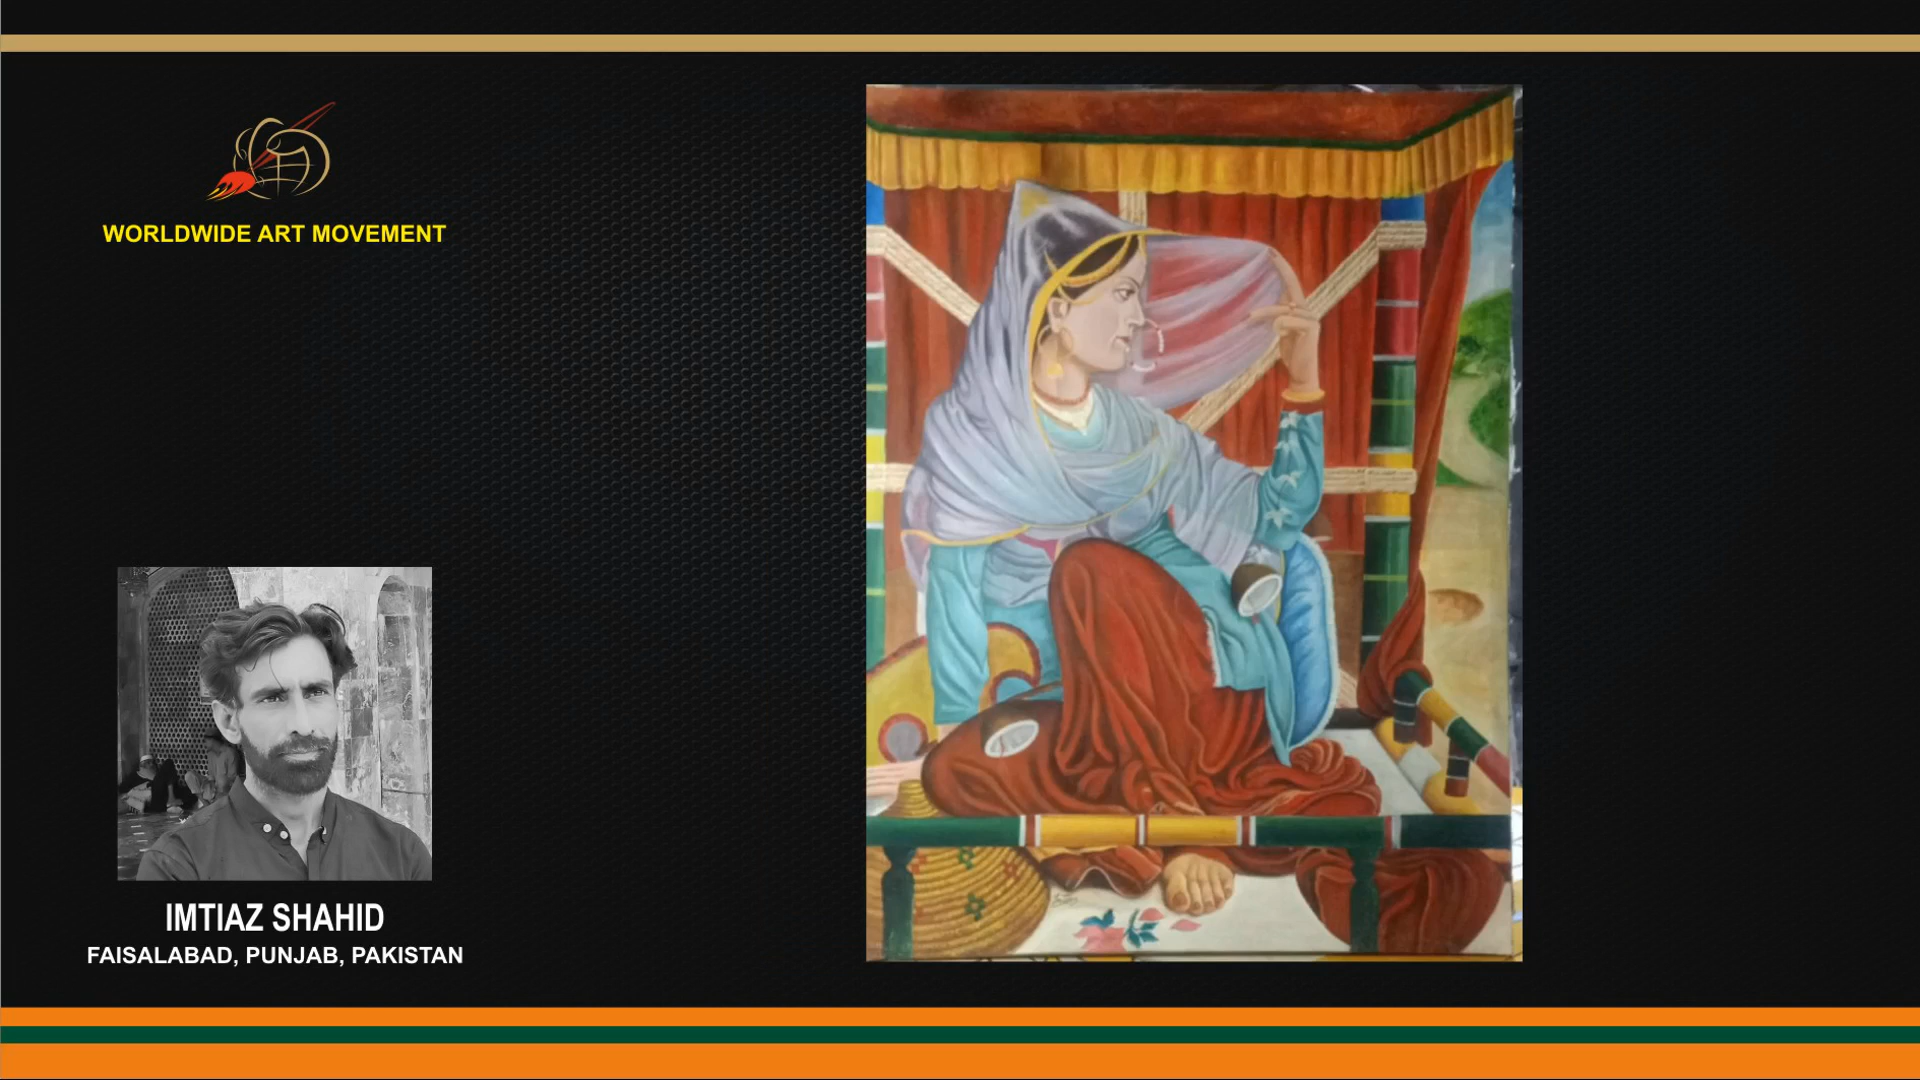 WORLDWIDE ART MOVEMENT
IMTIAZ SHAHID
FAISALABAD, PUNJAB, PAKISTAN